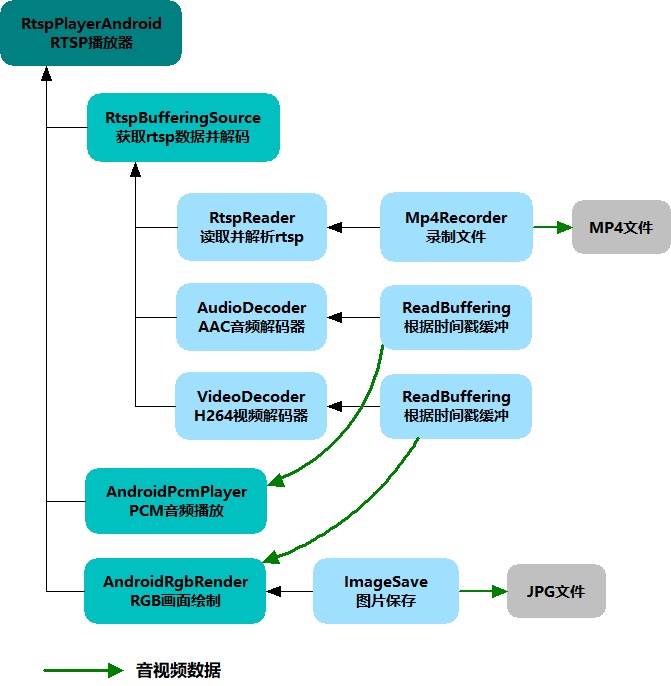 RtspPlayerAndroid
RTSP播放器
RtspBufferingSource
获取rtsp数据并解码
RtspReader
读取并解析rtsp
Mp4Recorder
录制文件
MP4文件
AudioDecoder
AAC音频解码器
ReadBuffering
根据时间戳缓冲
VideoDecoder
H264视频解码器
ReadBuffering
根据时间戳缓冲
AndroidPcmPlayer
PCM音频播放
AndroidRgbRender
RGB画面绘制
ImageSave
图片保存
JPG文件
音视频数据